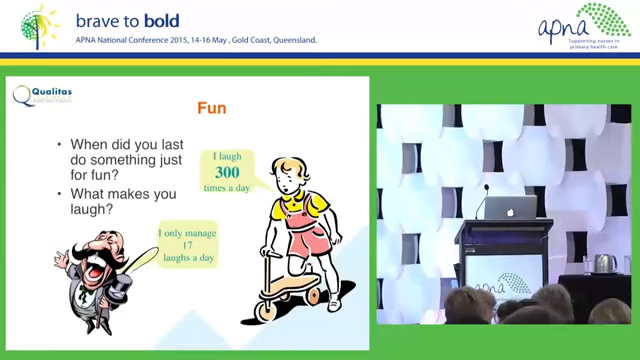 brave to bold
APNA National Conference 2015, 14-16 May , Gold Coast, Queensland.
apna
Supporting nurses in
primary health care
Qualitas
Fun
• When did you last
do something just
for fun?
• What makes you
laugh?
I laugh
300
times a day
I only manage
17
laughs a day
apna